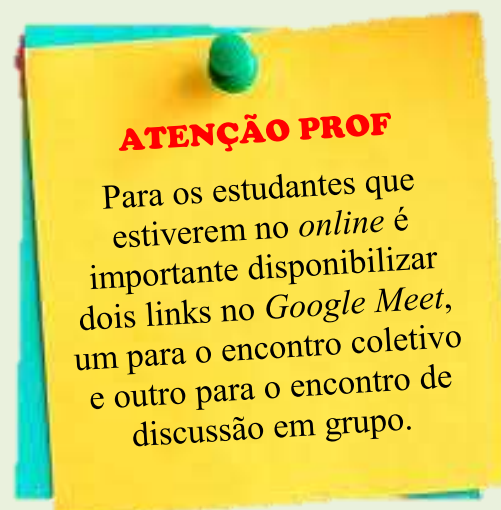 ATENÇÃO PROF
Para os estudantes que
estiverem no online é
importante disponibilizar
dois links no Google Meet,
um para o encontro coletivo
e outro para o encontro de
discussão em grupo.